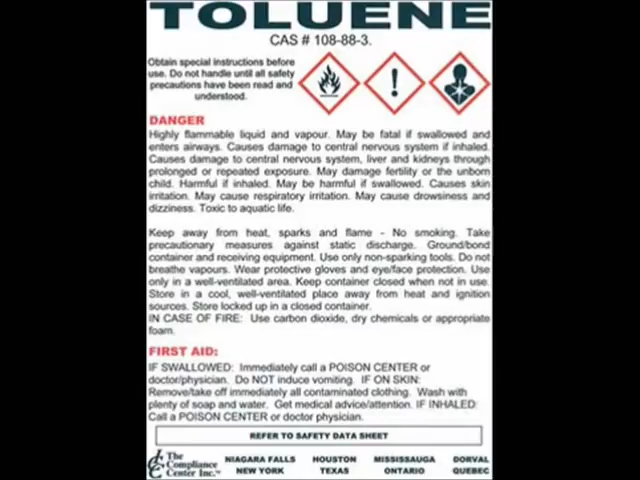 TOLUENE
CAS # 108-88-3.
Obtain special instructions before
use. Do not handle until all safety
precautions have been read and
understood.
DANGER
Highly flammable liquid and vapour. May be fatal if swallowed and
enters airways. Causes damage to central nervous system if inhaled.
Causes damage to central nervous system, liver and kidneys through
prolonged or repeated exposure. May damage fertility or the unborn
child. Harmful if inhaled. May be harmful if swallowed. Causes skin
irritation. May cause respiratory irritation. May cause drowsiness and
dizziness. Toxic to aquatic life.
Keep away from heat, sparks and flame - No smoking. Take
precautionary measures against static discharge. Ground/bond
container and receiving equipment. Use only non-sparking tools. Do not
breathe vapours. Wear protective gloves and eye/face protection. Use
only in a well-ventilated area. Keep container closed when not in use.
Store in a cool, well-ventilated place away from heat and ignition
sources. Store locked up in a closed container.
IN CASE OF FIRE: Use carbon dioxide, dry chemicals or appropriate
foam.
FIRST AID:
IF SWALLOWED: Immediately call a POISON CENTER or
doctor/physician. Do NOT induce vomiting. IF ON SKIN:
Remove/take off immediately all contaminated clothing. Wash with
plenty of soap and water. Get medical advice/attention. IF INHALED:
Call a POISON CENTER or doctor physician.
REFER TO SAFETY DATA SHEET
The Compliance Center Inc.™
NIAGARA FALLS HOUSTON MISSISSAUGA DORVAL
NEW YORK TEXAS ONTARIO QUEBEC